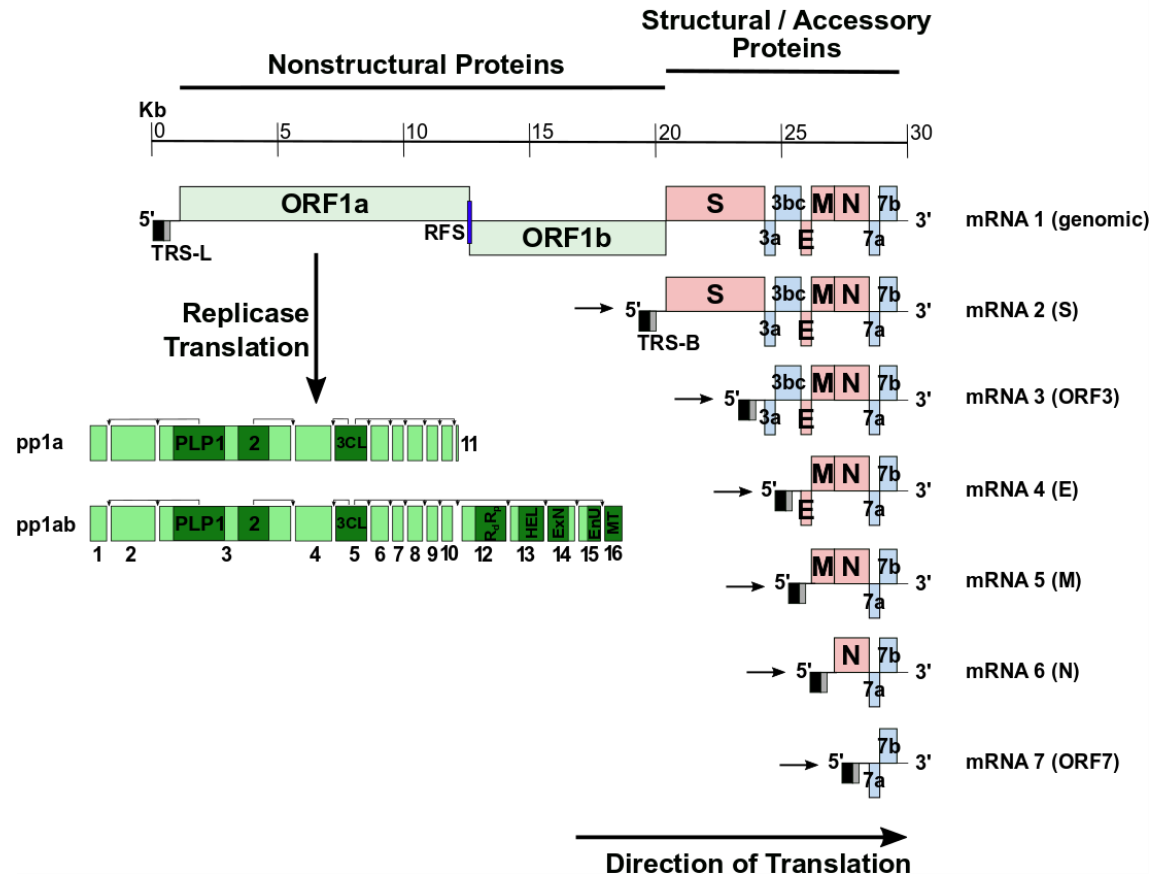 Structural / Accessory
Proteins
Nonstructural Proteins
Kb
0 5 10 15 20 25 30
5' ORF1a S 3bc M N 7b 3' mRNA 1 (genomic)
TRS-L RFS ORF1b 3a E 7a
Replicase
Translation
5' S 3bc M N 7b 3' mRNA 2 (S)
TRS-B 3a E 7a
5' 3bc M N 7b 3' mRNA 3 (ORF3)
3a E 7a
pp1a PLP1 2 3CL 11
5' M N 7b 3' mRNA 4 (E)
E 7a
pp1ab PLP1 2 3CL RdRp HEL ExN EnU MT
1 2 3 4 5 6 7 8 9 10 12 13 14 15 16
5' M N 7b 3' mRNA 5 (M)
7a
5' N 7b 3' mRNA 6 (N)
7a
5' 7b 3' mRNA 7 (ORF7)
7a
Direction of Translation